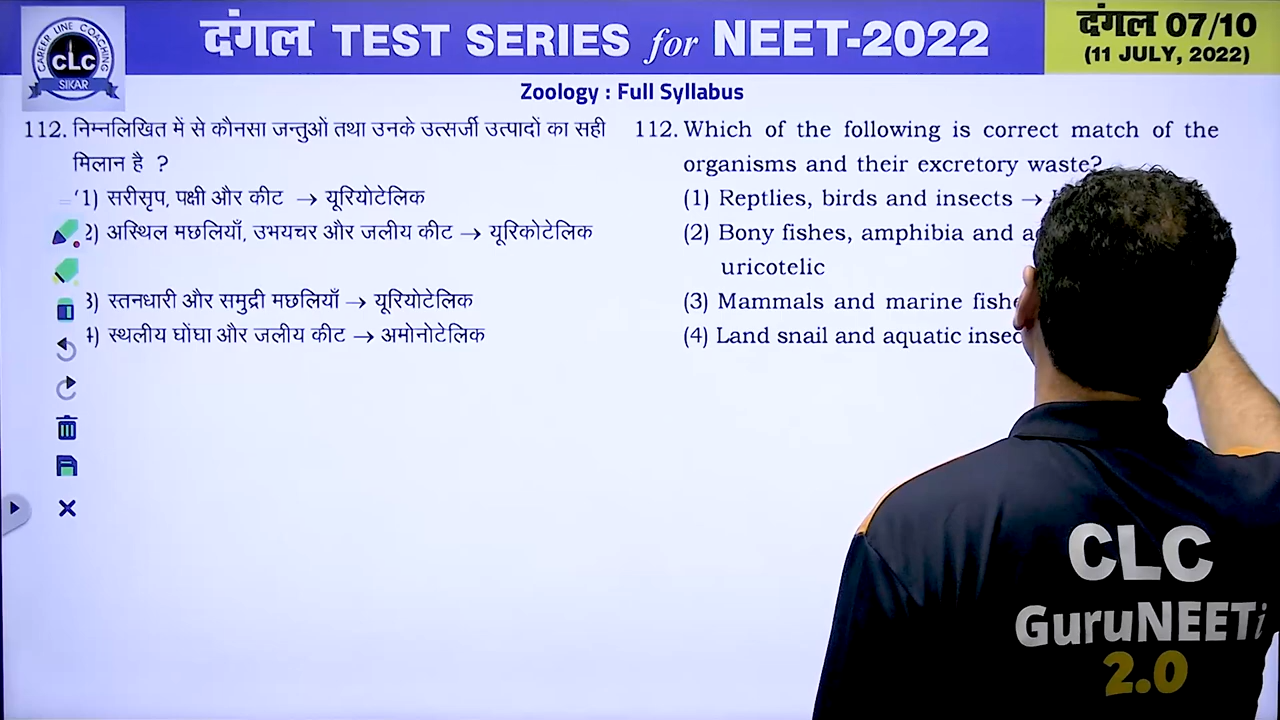 CAREER LINE COACHING
CLC
SIKAR
दंगल TEST SERIES for NEET-2022
दंगल 07/10
(11 JULY, 2022)
Zoology : Full Syllabus
112. निम्नलिखित में से कौनसा जन्तुओं तथा उनके उत्सर्जी उत्पादों का सही
मिलान है ?
1) सरीसृप, पक्षी और कीट → यूरियोटेलिक
2) अस्थिल मछलियाँ, उभयचर और जलीय कीट → यूरिकोटेलिक
3) स्तनधारी और समुद्री मछलियाँ → यूरियोटेलिक
4) स्थलीय घोंघा और जलीय कीट → अमोनोटेलिक
112. Which of the following is correct match of the
organisms and their excretory waste?
(1) Reptlies, birds and insects →
(2) Bony fishes, amphibia and
uricotelic
(3) Mammals and marine
(4) Land snail and aquatic
CLC
GuruNEETi
2.0